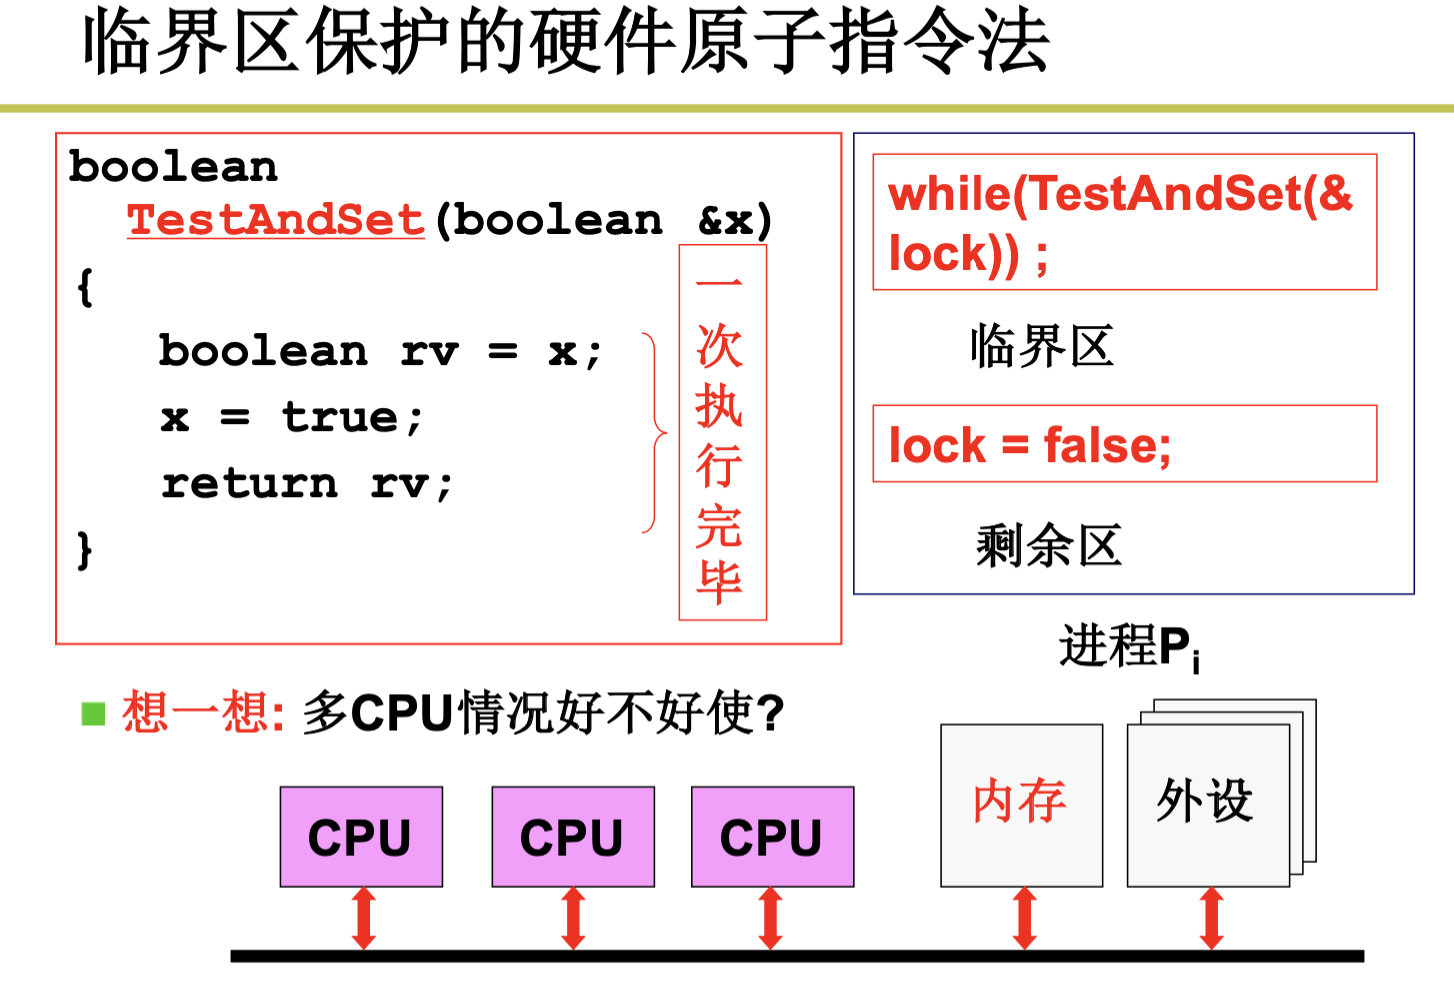 临界区保护的硬件原子指令法
boolean
TestAndSet(boolean &x)
{
boolean rv = x;
x = true;
return rv;
}
一
次
执
行
完
毕
while(TestAndSet(&
lock)) ;
临界区
lock = false;
剩余区
进程Pi
想一想: 多CPU情况好不好使?
CPU
CPU
CPU
内存
外设